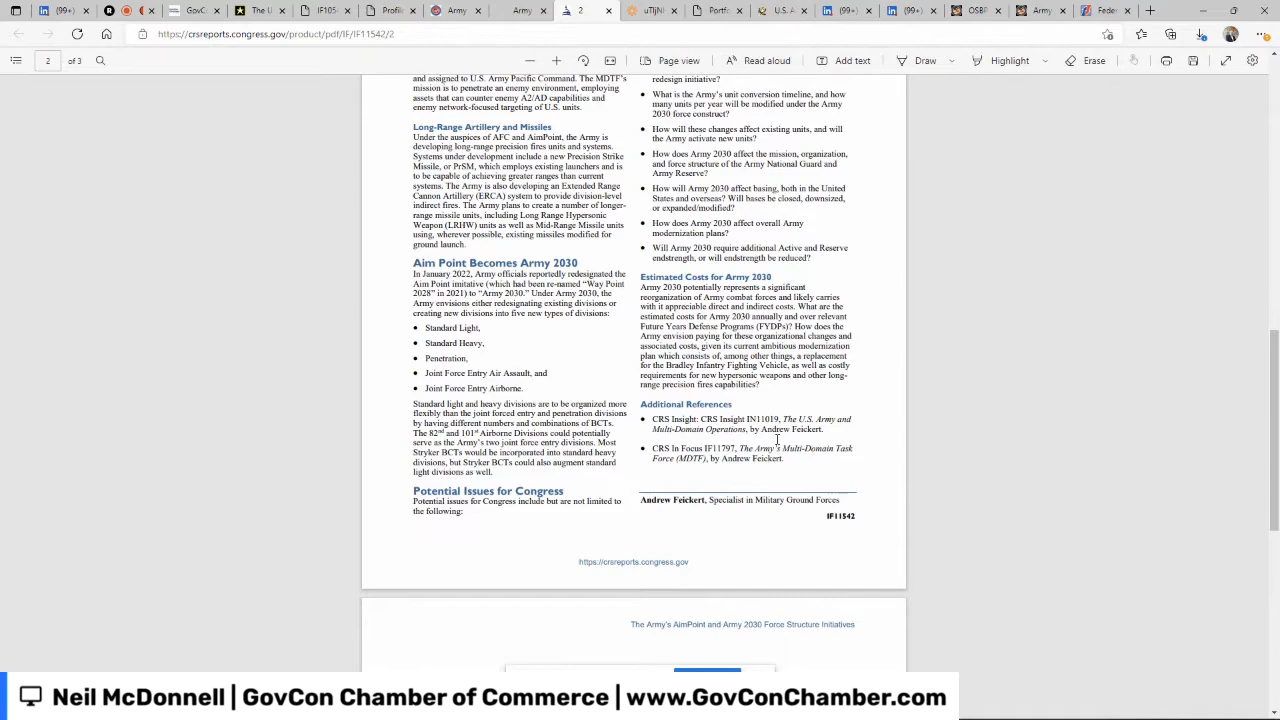 Gov
Gov
Tea
New
IF105
IF115
2
in
Linke
ORG
OSBP
Army
Feder
https://crsreports.congress.gov/product/pdf/IF/IF11542/2
2 of 3
Page view
Add text
Draw
Highlight
Erase
and assigned to U.S. Army Pacific Command. The MDTF's
mission is to penetrate an enemy environment, employing
assets that can counter enemy A2/AD capabilities and
enemy network-focused targeting of U.S. units.
Long-Range Artillery and Missiles
Under the auspices of AFC and AimPoint, the Army is
developing long-range precision fires units and systems.
Systems under development include a new Precision Strike
Missile, or PrSM, which employs existing launchers and is
to be capable of achieving greater ranges than current
systems. The Army is also developing an Extended Range
Cannon Artillery (ERCA) system to provide division-level
indirect fires. The Army plans to create a number of longer-
range missile units, including Long Range Hypersonic
Weapon (LRHW) units as well as Mid-Range Missile units
using, wherever possible, existing missiles modified for
ground launch.
Aim Point Becomes Army 2030
In January 2022, Army officials reportedly redesignated the
Aim Point imitative (which had been re-named “Way Point
2028” in 2021) to “Army 2030.” Under Army 2030, the
Army envisions either redesignating existing divisions or
creating new divisions into five new types of divisions:
• Standard Light,
• Standard Heavy,
• Penetration,
• Joint Force Entry Air Assault, and
• Joint Force Entry Airborne.
Standard light and heavy divisions are to be organized more
flexibly than the joint forced entry and penetration divisions
by having different numbers and combinations of BCTs.
The 82nd and 101st Airborne Divisions could potentially
serve as the Army's two joint force entry divisions. Most
Stryker BCTs would be incorporated into standard heavy
divisions, but Stryker BCTs could also augment standard
light divisions as well.
Potential Issues for Congress
Potential issues for Congress include but are not limited to
the following:
redesign initiative?
• What is the Army's unit conversion timeline, and how
many units per year will be modified under the Army
2030 force construct?
• How will these changes affect existing units, and will
the Army activate new units?
• How does Army 2030 affect the mission, organization,
and force structure of the Army National Guard and
Army Reserve?
• How will Army 2030 affect basing, both in the United
States and overseas? Will bases be closed, downsized,
or expanded/modified?
• How does Army 2030 affect overall Army
modernization plans?
• Will Army 2030 require additional Active and Reserve
endstrength, or will endstrength be reduced?
Estimated Costs for Army 2030
Army 2030 potentially represents a significant
reorganization of Army combat forces and likely carries
with it appreciable direct and indirect costs. What are the
estimated costs for Army 2030 annually and over relevant
Future Years Defense Programs (FYDPs)? How does the
Army envision paying for these organizational changes and
associated costs, given its current ambitious modernization
plan which consists of, among other things, a replacement
for the Bradley Infantry Fighting Vehicle, as well as costly
requirements for new hypersonic weapons and other long-
range precision fires capabilities?
Additional References
• CRS Insight: CRS Insight IN11019, The U.S. Army and
Multi-Domain Operations, by Andrew Feickert.
• CRS In Focus IF11797, The Army's Multi-Domain Task
Force (MDTF), by Andrew Feickert.
Andrew Feickert, Specialist in Military Ground Forces
IF11542
https://crsreports.congress.gov
The Army's AimPoint and Army 2030 Force Structure Initiatives
Neil McDonnell | GovCon Chamber of Commerce | www.GovConChamber.com